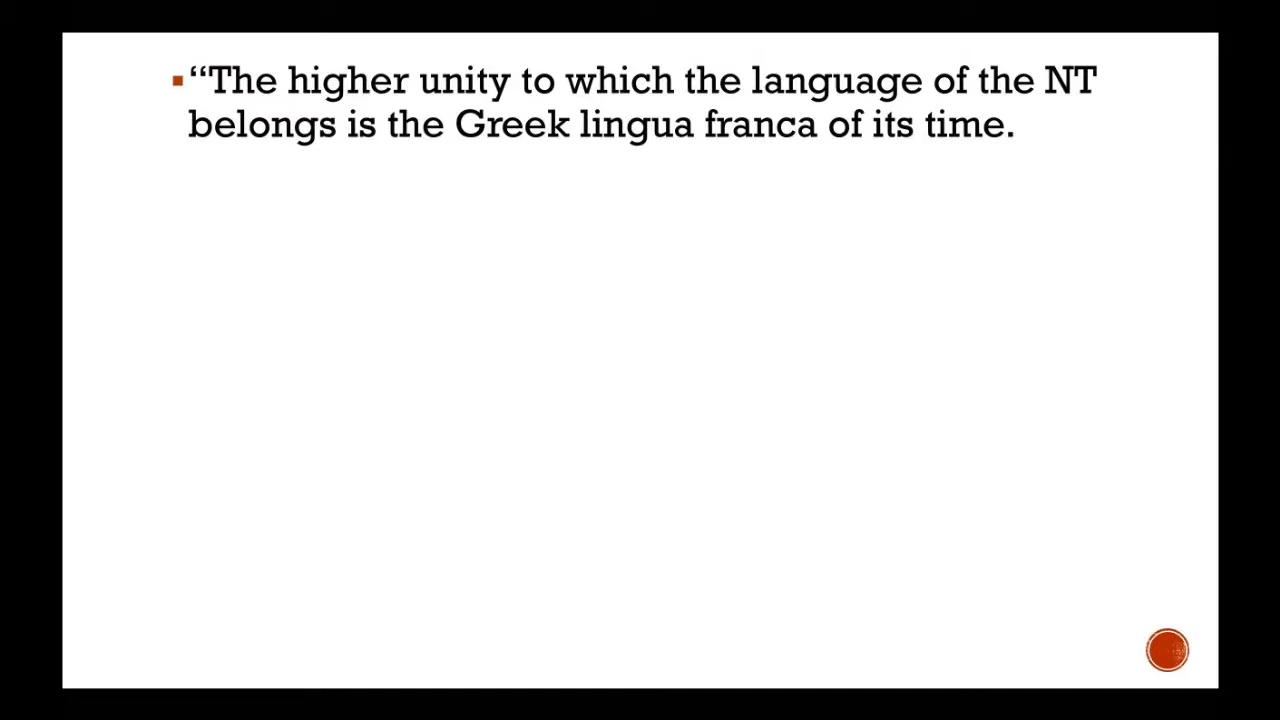 ▪“The higher unity to which the language of the NT
belongs is the Greek lingua franca of its time.